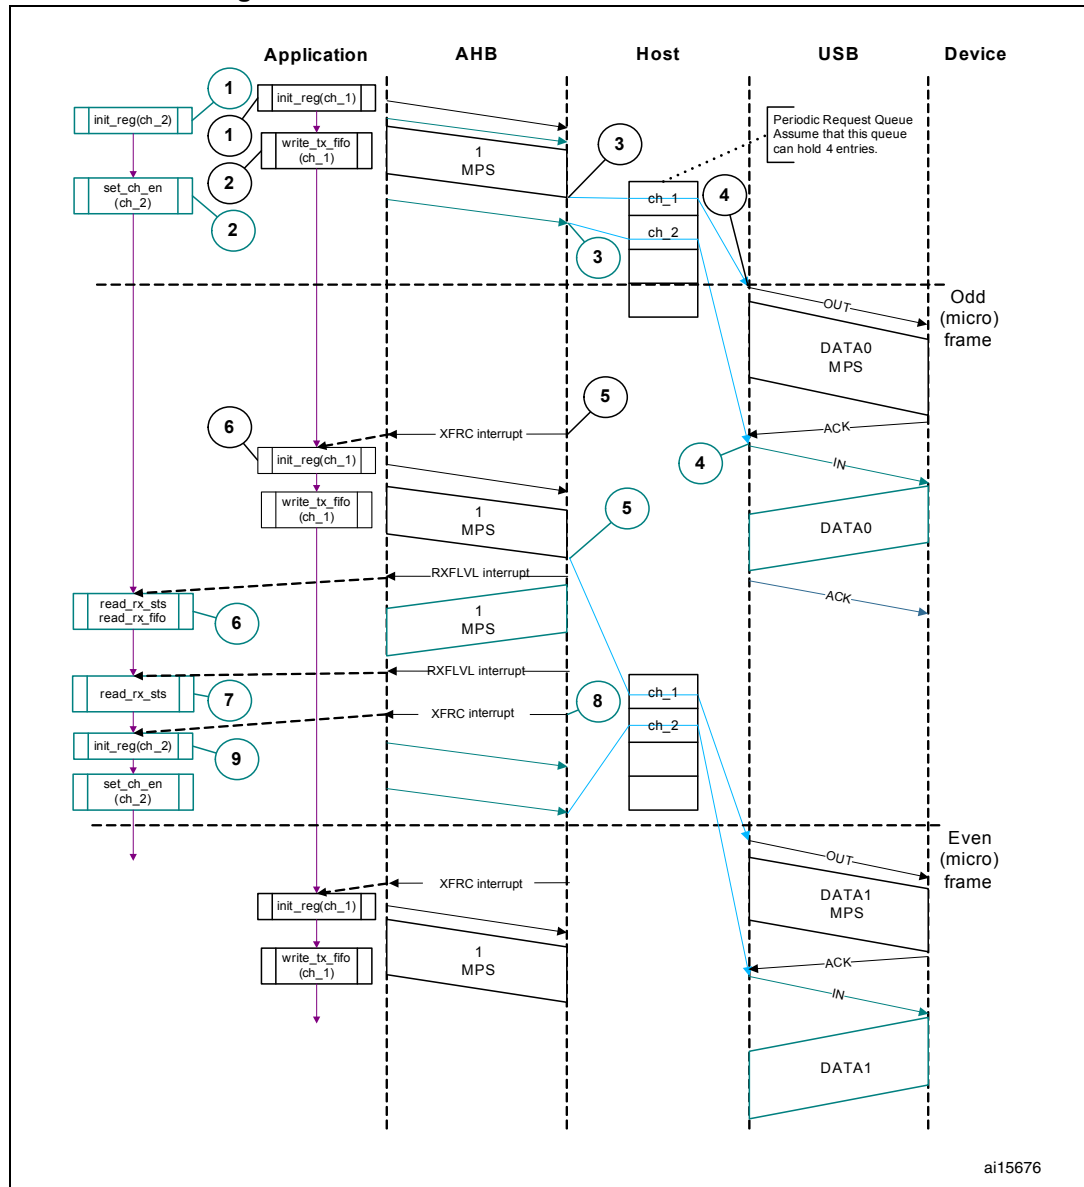 Application
AHB
Host
USB
Device
1
init_reg(ch_2)
init_reg(ch_1)
1
Periodic Request Queue
Assume that this queue
can hold 4 entries.
write_tx_fifo
(ch_1)
1
MPS
3
2
set_ch_en
(ch_2)
4
ch_1
2
ch_2
3
Odd
(micro)
frame
OUT
DATA0
MPS
5
6
XFRC interrupt
ACK
init_reg(ch_1)
4
IN
write_tx_fifo
(ch_1)
1
MPS
5
DATA0
RXFLVL interrupt
read_rx_sts
read_rx_fifo
6
1
MPS
ACK
RXFLVL interrupt
read_rx_sts
7
XFRC interrupt
8
ch_1
ch_2
init_reg(ch_2)
9
set_ch_en
(ch_2)
Even
(micro)
frame
OUT
XFRC interrupt
init_reg(ch_1)
DATA1
MPS
write_tx_fifo
(ch_1)
1
MPS
ACK
IN
DATA1
ai15676